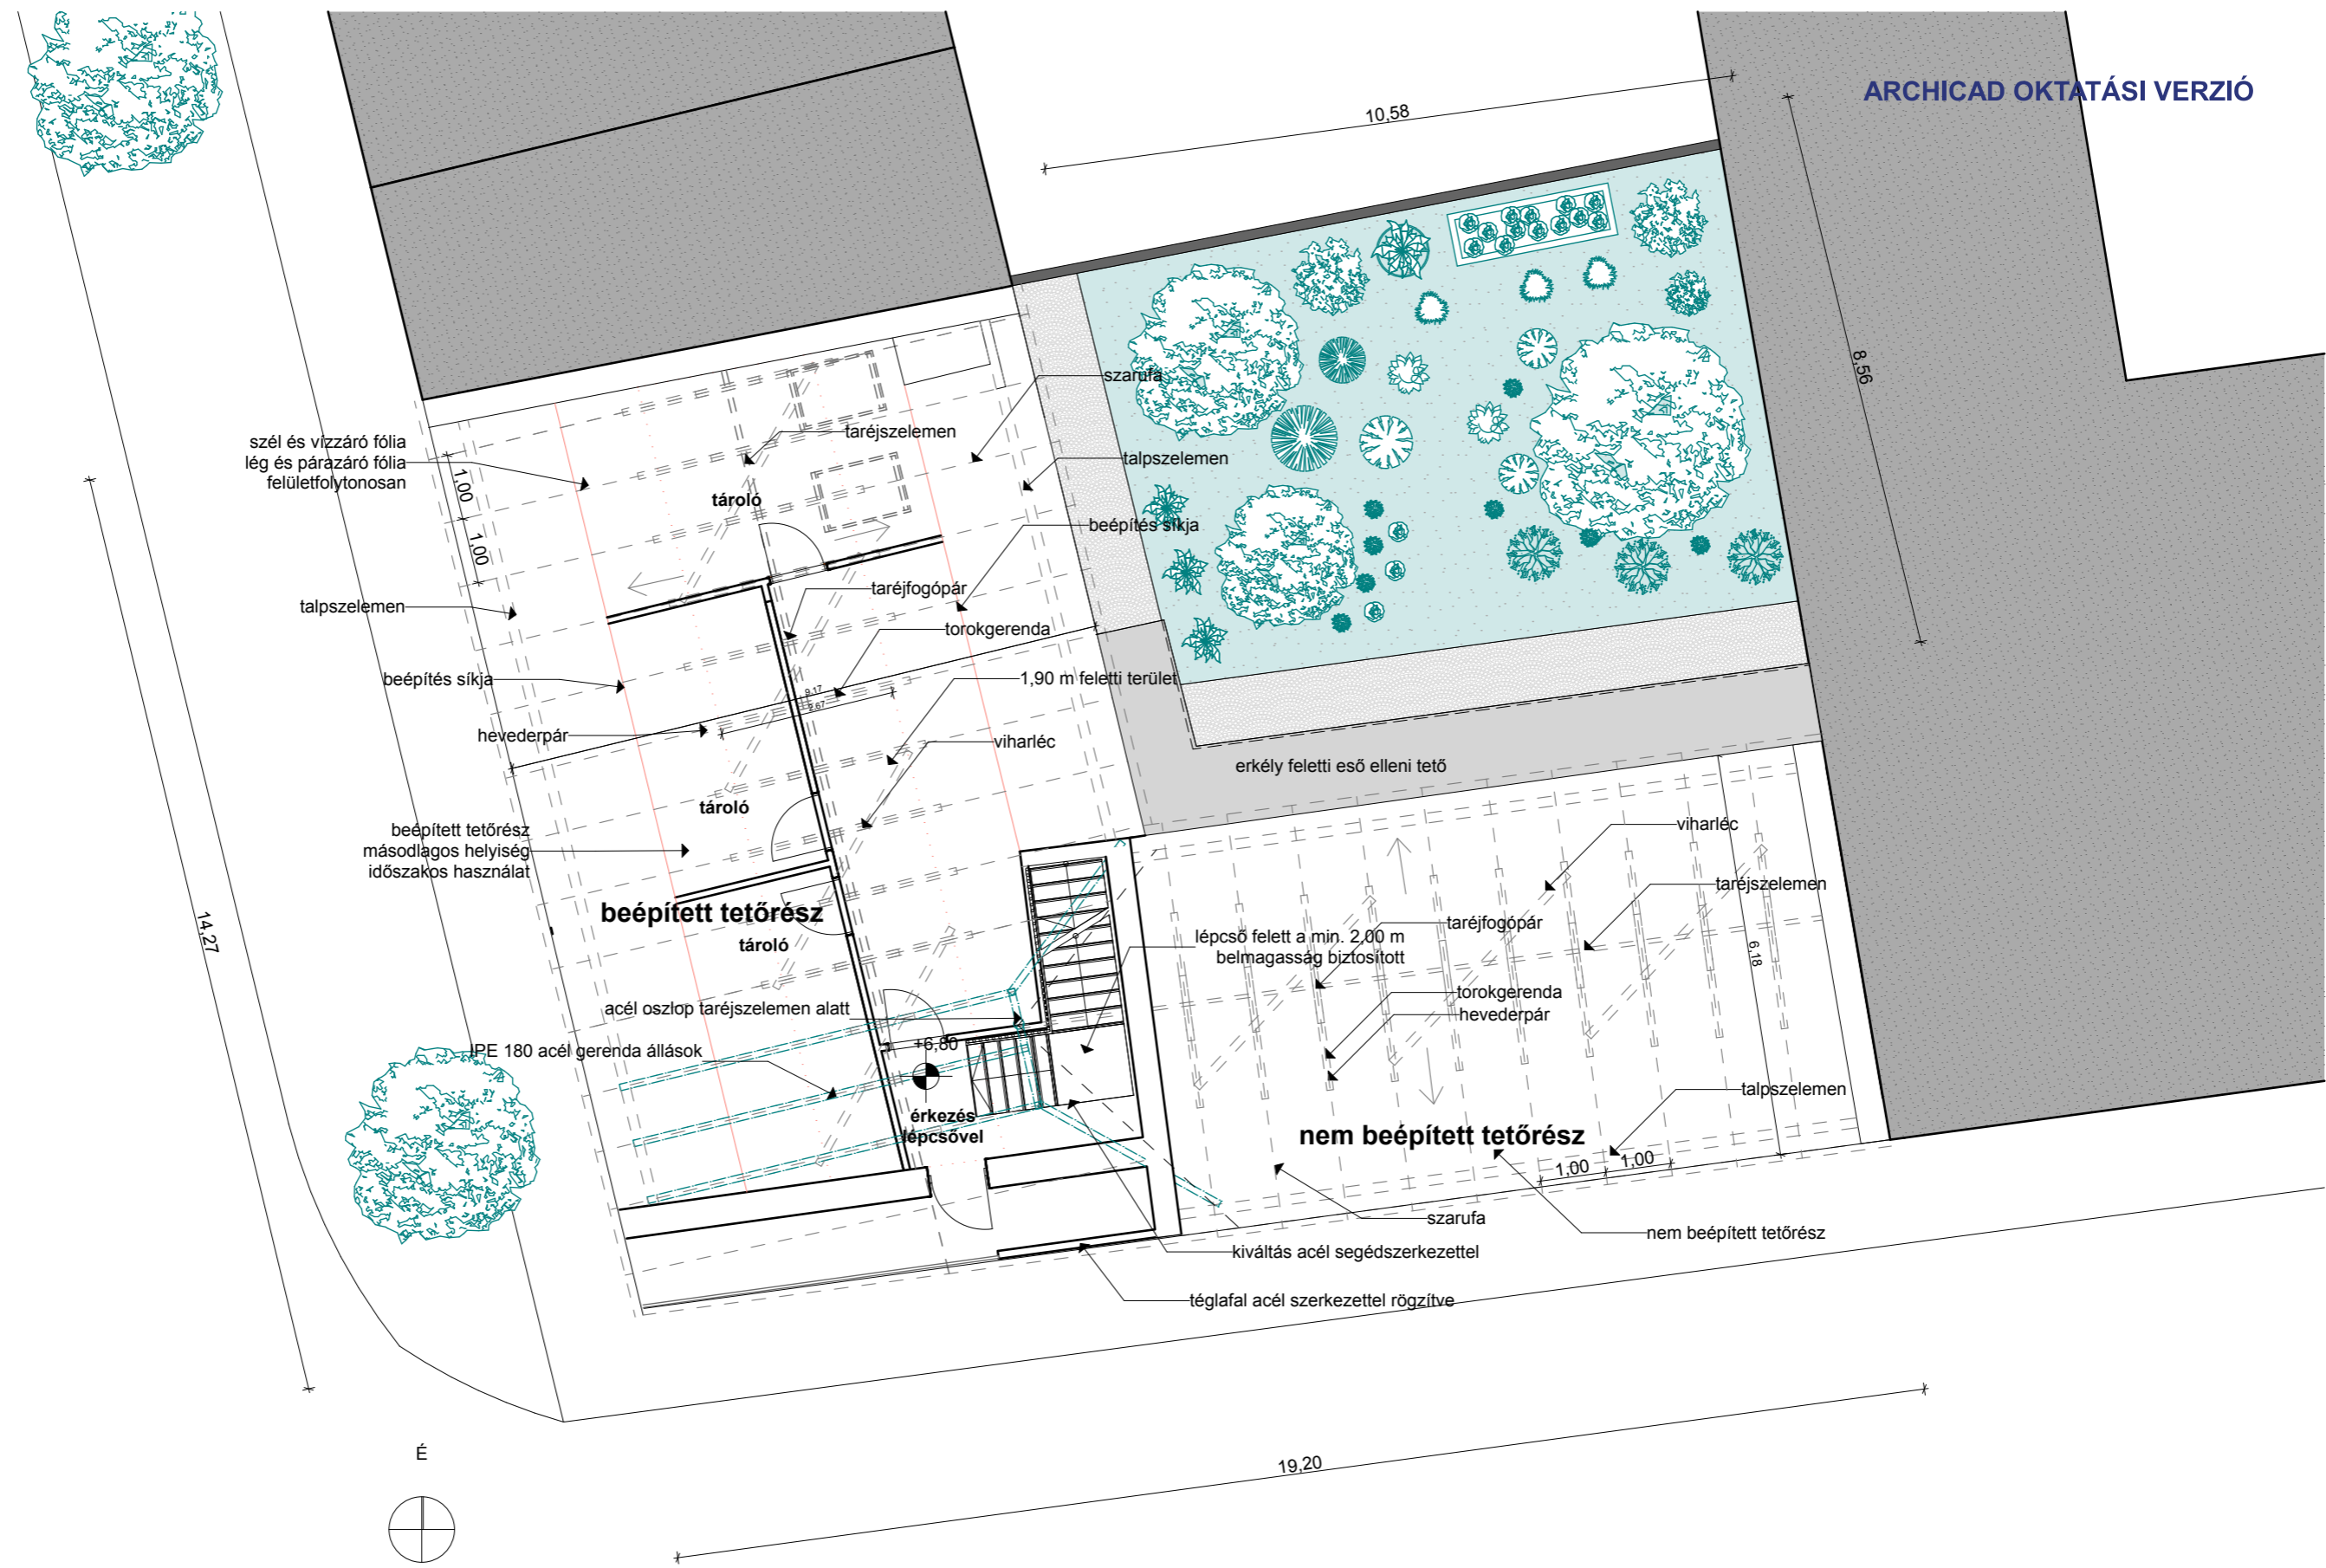 ARCHICAD OKTATÁSI VERZIÓ
10,58
8,56
szarufa
taréjszelemen
szél és vízzáró fólia
lég és párazáró fólia
felületfolytonosan
talpszelemen
1,00
1,00
tároló
beépítés síkja
taréjfogópár
talpszelemen
torokgerenda
beépítés síkja
1,90 m feletti terület
9,17
2,67
hevederpár
viharléc
erkély feletti eső elleni tető
tároló
beépített tetőrész
másodlagos helyiség
időszakos használat
viharléc
taréjszelemen
beépített tetőrész
tároló
taréjfogópár
lépcső felett a min. 2,00 m
belmagasság biztosított
14,27
6,18
torokgerenda
hevederpár
acél oszlop taréjszelemen alatt
IPE 180 acél gerenda állások
+6,80
talpszelemen
érkezés
lépcsővel
nem beépített tetőrész
1,00
1,00
szarufa
nem beépített tetőrész
kiváltás acél segédszerkezettel
téglafal acél szerkezettel rögzítve
É
19,20